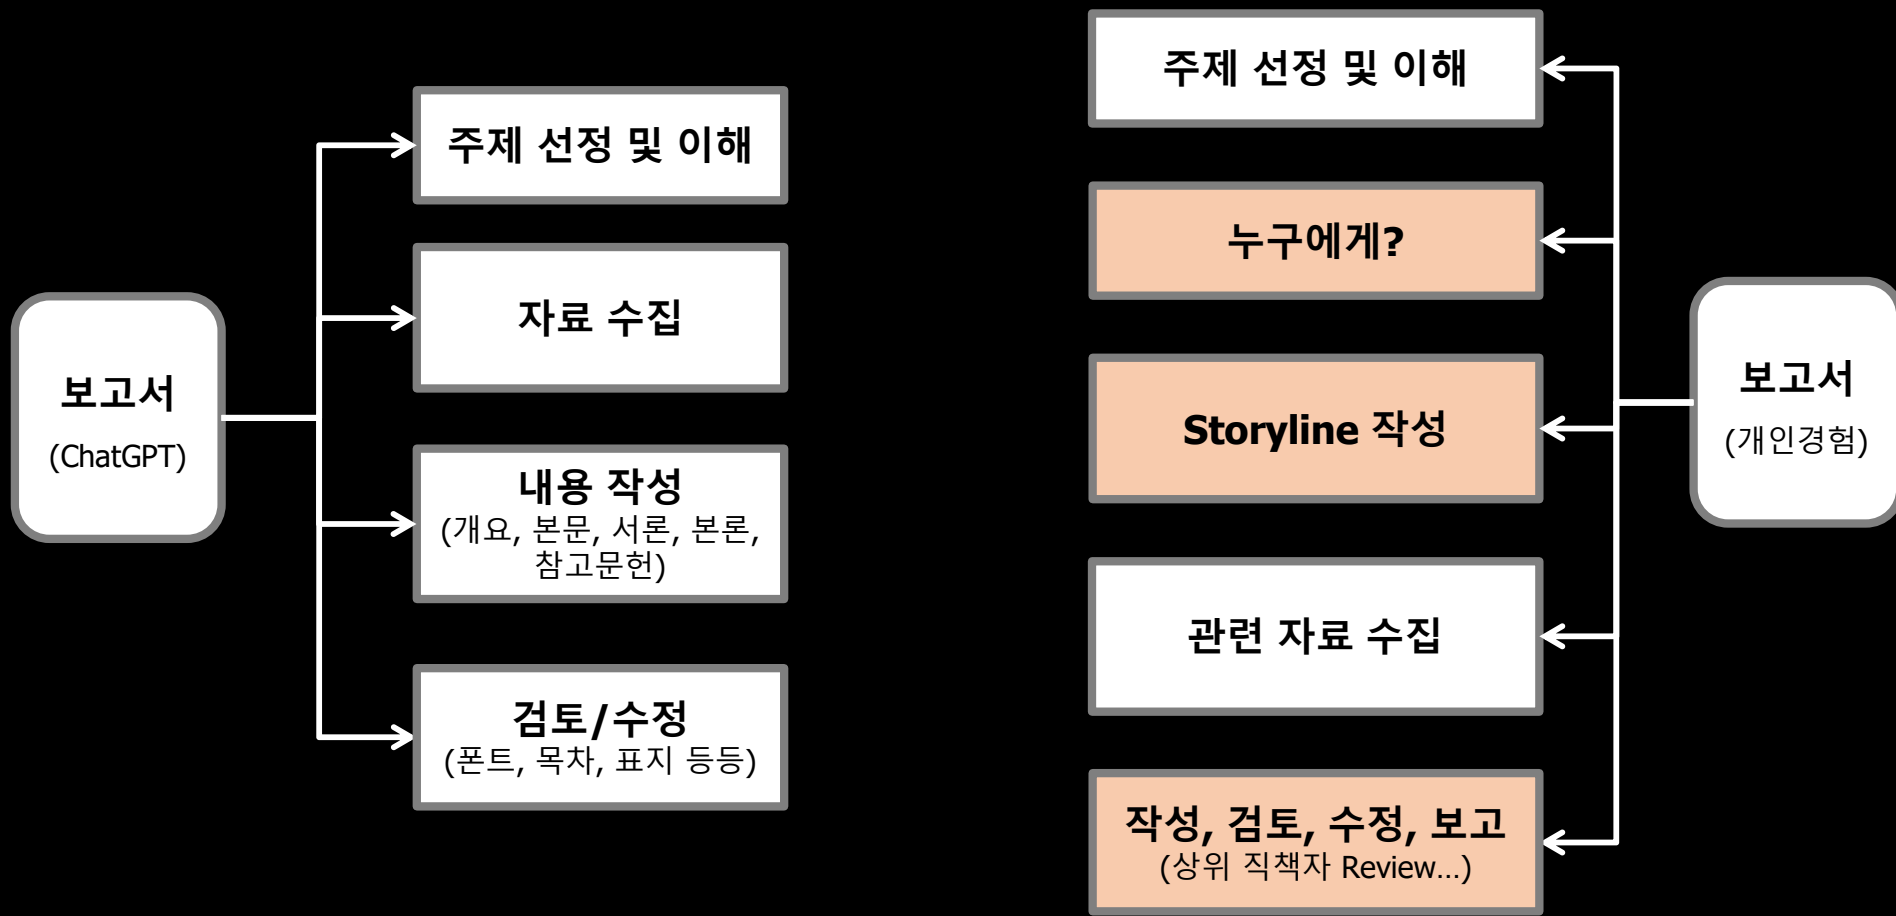 보고서
(ChatGPT)
주제 선정 및 이해
자료 수집
내용 작성
(개요, 본문, 서론, 본론,
참고문헌)
검토/수정
(폰트, 목차, 표지 등등)
주제 선정 및 이해
누구에게?
Storyline 작성
관련 자료 수집
작성, 검토, 수정, 보고
(상위 직책자 Review...)
보고서
(개인경험)